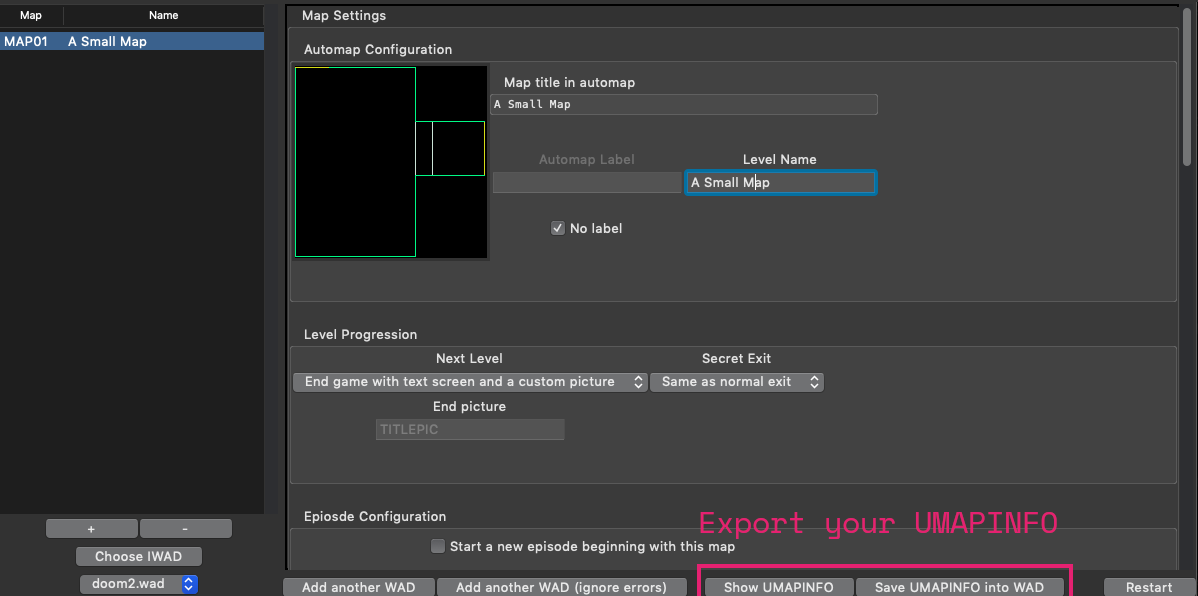 Map Name
MAP01 A Small Map
Map Settings
Automap Configuration
Map title in automap
A Small Map
Automap Label Level Name
A Small Map
No label
Level Progression
Next Level Secret Exit
End game with text screen and a custom picture Same as normal exit
End picture
TITLEPIC
Epiosde Configuration
Start a new episode beginning with this map
Export your UMAPINFO
+ -
Choose IWAD
doom2.wad
Add another WAD Add another WAD (ignore errors) Show UMAPINFO Save UMAPINFO into WAD Restart